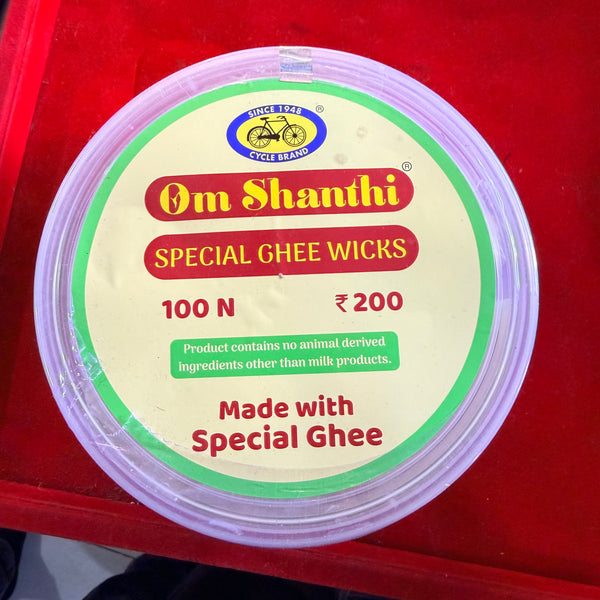 SINCE 1948
®
CYCLE BRAND
®
Om Shanthi
SPECIAL GHEE WICKS
100 N ₹ 200
Product contains no animal derived
ingredients other than milk products.
Made with
Special Ghee